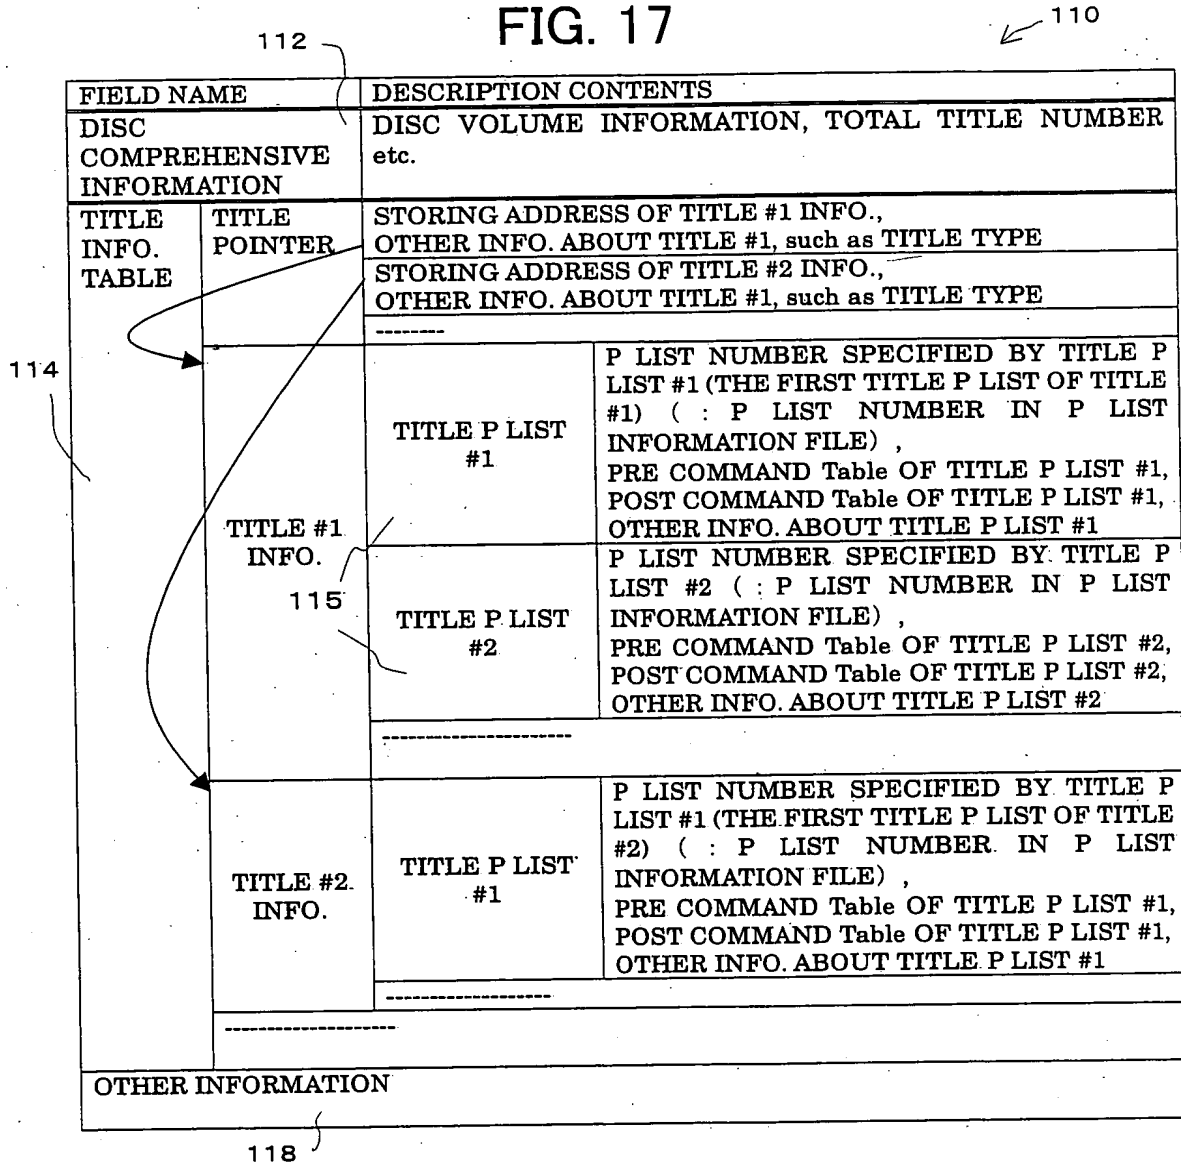 FIG. 17
110
112
FIELD NAME
DESCRIPTION CONTENTS
DISC
COMPREHENSIVE
INFORMATION
DISC VOLUME INFORMATION, TOTAL TITLE NUMBER
etc.
TITLE
INFO.
TABLE
TITLE
POINTER
STORING ADDRESS OF TITLE #1 INFO.,
OTHER INFO. ABOUT TITLE #1, such as TITLE TYPE
STORING ADDRESS OF TITLE #2 INFO.,
OTHER INFO. ABOUT TITLE #1, such as TITLE TYPE
--------
114
TITLE #1
INFO.
TITLE P LIST
#1
P LIST NUMBER SPECIFIED BY TITLE P
LIST #1 (THE FIRST TITLE P LIST OF TITLE
#1) ( : P LIST NUMBER IN P LIST
INFORMATION FILE) ,
PRE COMMAND Table OF TITLE P LIST #1,
POST COMMAND Table OF TITLE P LIST #1,
OTHER INFO. ABOUT TITLE P LIST #1
115
TITLE P LIST
#2
P LIST NUMBER SPECIFIED BY TITLE P
LIST #2 ( : P LIST NUMBER IN P LIST
INFORMATION FILE) ,
PRE COMMAND Table OF TITLE P LIST #2,
POST COMMAND Table OF TITLE P LIST #2,
OTHER INFO. ABOUT TITLE P LIST #2
----------------------
TITLE #2
INFO.
TITLE P LIST
#1
P LIST NUMBER SPECIFIED BY TITLE P
LIST #1 (THE FIRST TITLE P LIST OF TITLE
#2) ( : P LIST NUMBER IN P LIST
INFORMATION FILE) ,
PRE COMMAND Table OF TITLE P LIST #1,
POST COMMAND Table OF TITLE P LIST #1,
OTHER INFO. ABOUT TITLE P LIST #1
-------------------
--------------------
OTHER INFORMATION
118